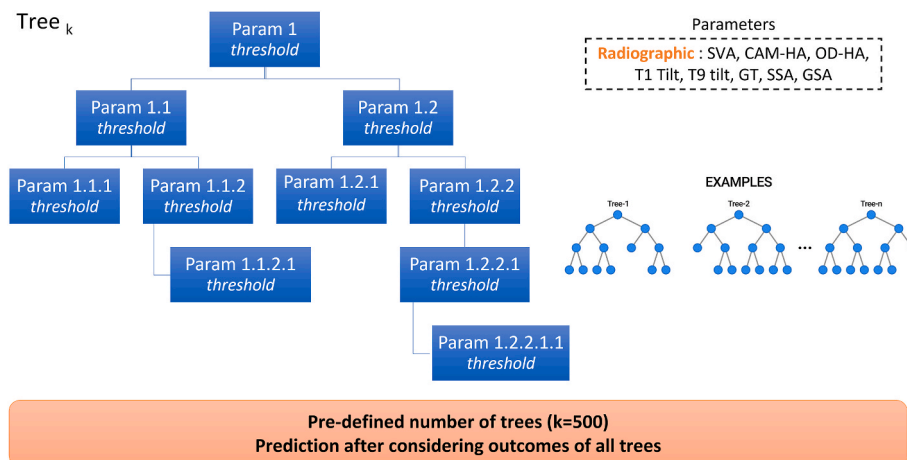 Tree k
Param 1
threshold
Param 1.1
threshold
Param 1.2
threshold
Param 1.1.1
threshold
Param 1.1.2
threshold
Param 1.2.1
threshold
Param 1.2.2
threshold
Param 1.1.2.1
threshold
Param 1.2.2.1
threshold
Param 1.2.2.1.1
threshold
Parameters
Radiographic : SVA, CAM-HA, OD-HA,
T1 Tilt, T9 tilt, GT, SSA, GSA
EXAMPLES
Tree-1
Tree-2
Tree-n
...
Pre-defined number of trees (k=500)
Prediction after considering outcomes of all trees